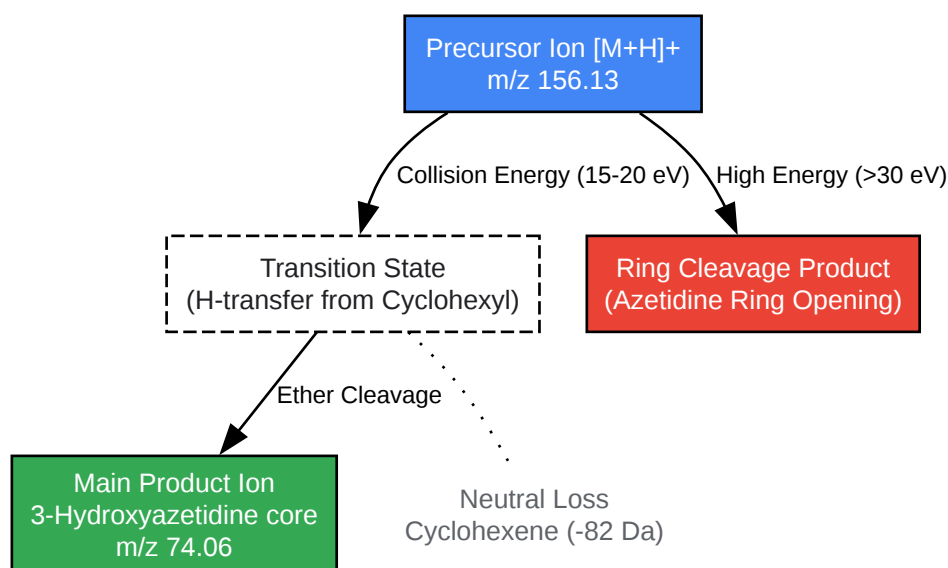 Precursor Ion [M+H]+
m/z 156.13
Collision Energy (15-20 eV)
High Energy (>30 eV)
Transition State
(H-transfer from Cyclohexyl)
Ring Cleavage Product
(Azetidine Ring Opening)
Ether Cleavage
Main Product Ion
3-Hydroxyazetidine core
m/z 74.06
Neutral Loss
Cyclohexene (-82 Da)